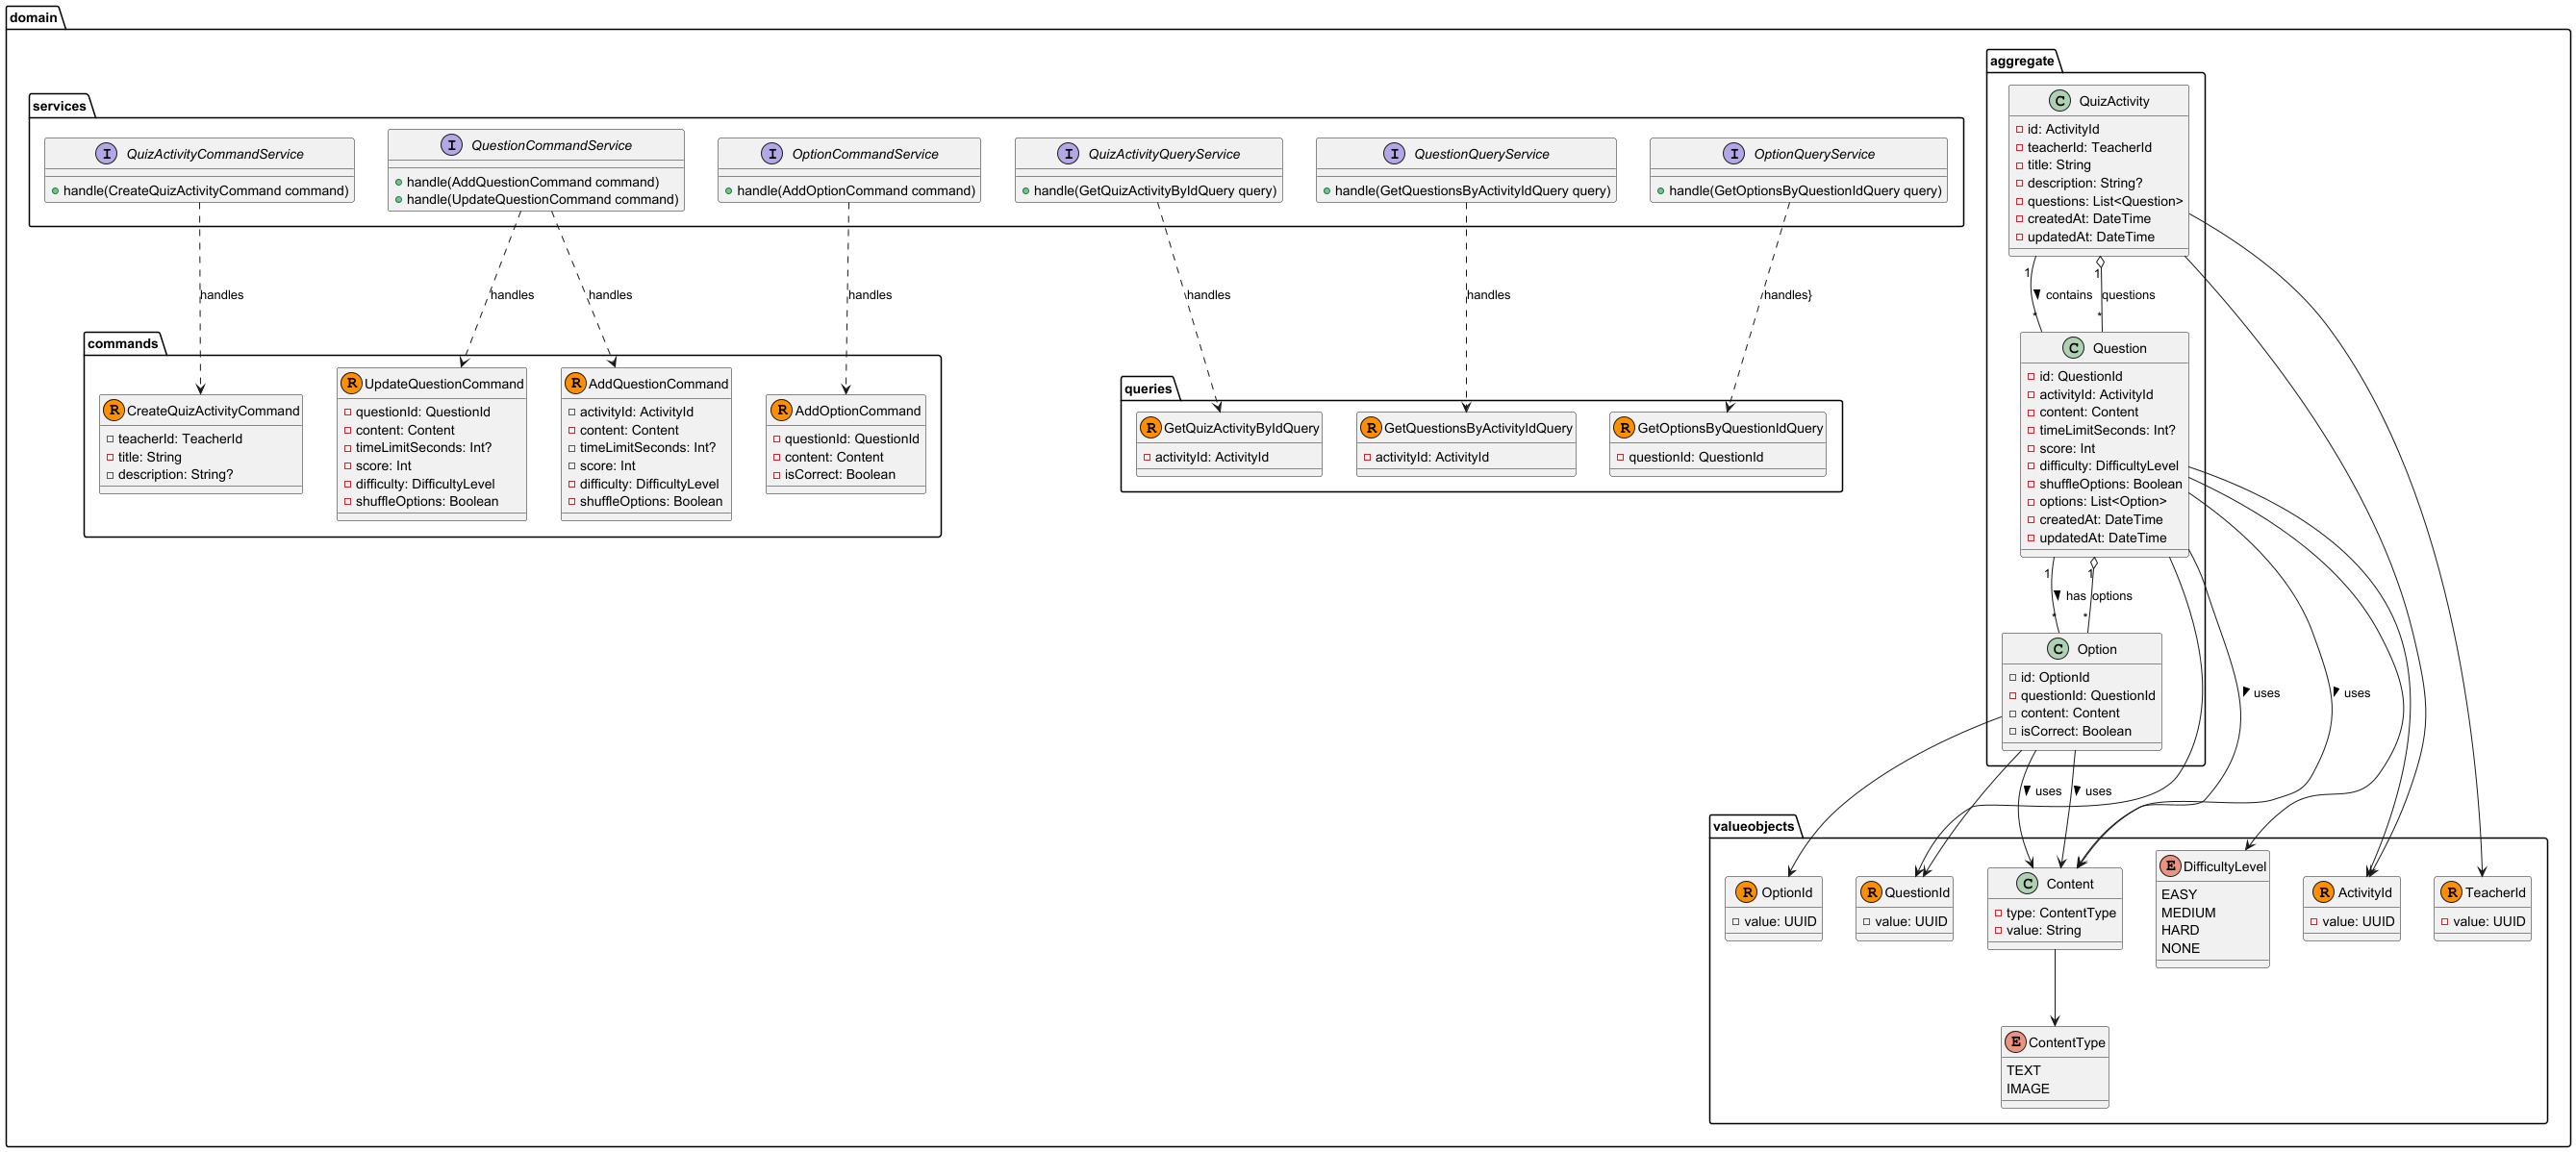 domain
services
I QuizActivityCommandService
handle(CreateQuizActivityCommand command)
I QuestionCommandService
handle(AddQuestionCommand command)
handle(UpdateQuestionCommand command)
I OptionCommandService
handle(AddOptionCommand command)
I QuizActivityQueryService
handle(GetQuizActivityByIdQuery query)
I QuestionQueryService
handle(GetQuestionsByActivityIdQuery query)
I OptionQueryService
handle(GetOptionsByQuestionIdQuery query)
aggregate
C QuizActivity
id: ActivityId
teacherId: TeacherId
title: String
description: String?
questions: List<Question>
createdAt: DateTime
updatedAt: DateTime
handles
handles
handles
handles
handles
handles
handles}
1
1
contains
questions
*
*
commands
R CreateQuizActivityCommand
teacherId: TeacherId
title: String
description: String?
R UpdateQuestionCommand
questionId: QuestionId
content: Content
timeLimitSeconds: Int?
score: Int
difficulty: DifficultyLevel
shuffleOptions: Boolean
R AddQuestionCommand
activityId: ActivityId
content: Content
timeLimitSeconds: Int?
score: Int
difficulty: DifficultyLevel
shuffleOptions: Boolean
R AddOptionCommand
questionId: QuestionId
content: Content
isCorrect: Boolean
queries
R GetQuizActivityByIdQuery
activityId: ActivityId
R GetQuestionsByActivityIdQuery
activityId: ActivityId
R GetOptionsByQuestionIdQuery
questionId: QuestionId
C Question
id: QuestionId
activityId: ActivityId
content: Content
timeLimitSeconds: Int?
score: Int
difficulty: DifficultyLevel
shuffleOptions: Boolean
options: List<Option>
createdAt: DateTime
updatedAt: DateTime
1
1
has
options
*
*
C Option
id: OptionId
questionId: QuestionId
content: Content
isCorrect: Boolean
uses
uses
uses
uses
valueobjects
R OptionId
value: UUID
R QuestionId
value: UUID
C Content
type: ContentType
value: String
E DifficultyLevel
EASY
MEDIUM
HARD
NONE
R ActivityId
value: UUID
R TeacherId
value: UUID
E ContentType
TEXT
IMAGE